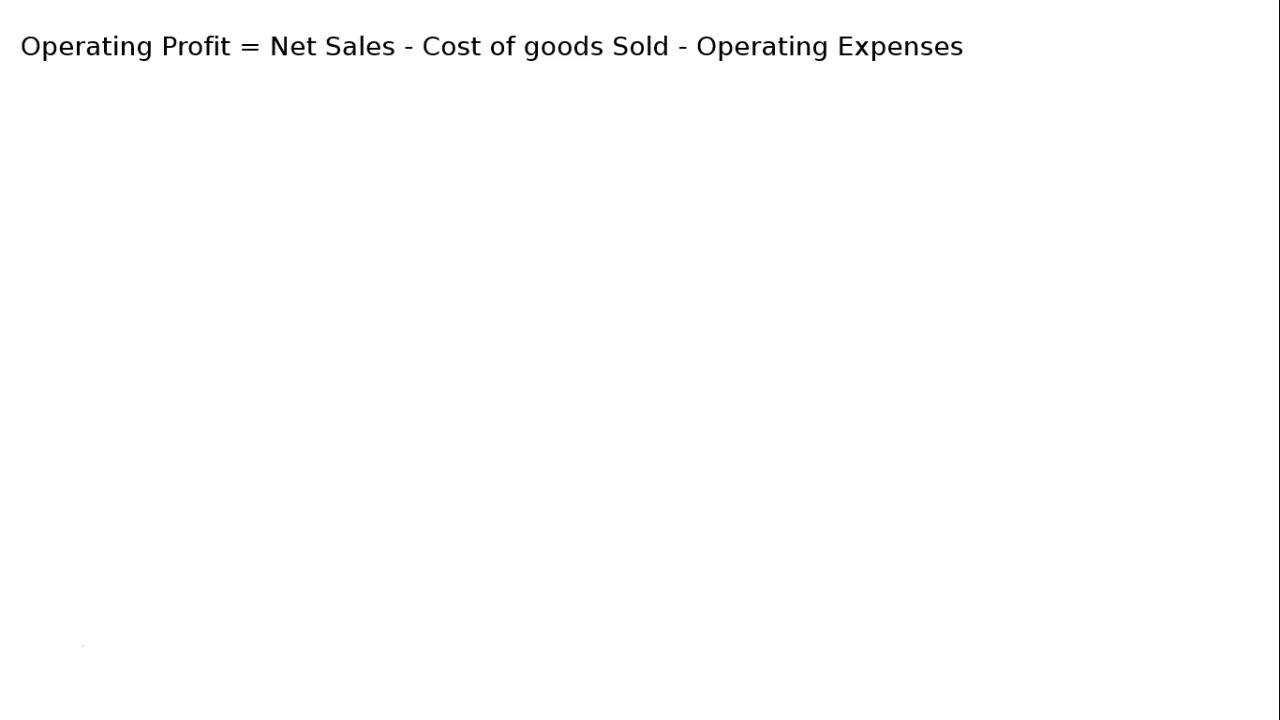 Operating Profit = Net Sales - Cost of goods Sold - Operating Expenses